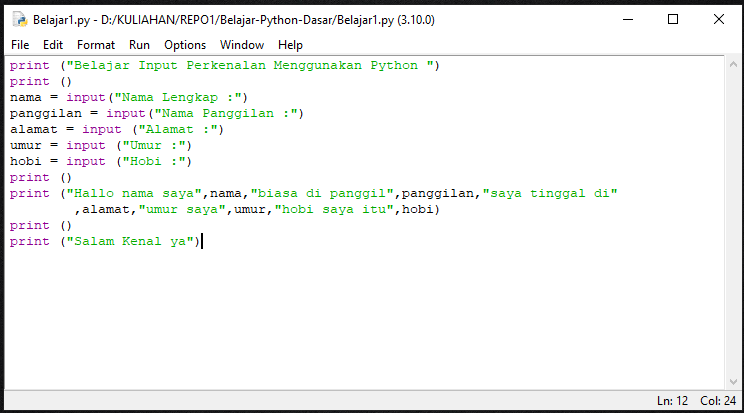 Belajar1.py - D:/KULIAHAN/REPO1/Belajar-Python-Dasar/Belajar1.py (3.10.0)
File Edit Format Run Options Window Help
print ("Belajar Input Perkenalan Menggunakan Python ")
print ()
nama = input("Nama Lengkap :")
panggilan = input("Nama Panggilan :")
alamat = input ("Alamat :")
umur = input ("Umur :")
hobi = input ("Hobi :")
print ()
print ("Hallo nama saya",nama,"biasa di panggil",panggilan,"saya tinggal di"
        ,alamat,"umur saya",umur,"hobi saya itu",hobi)
print ()
print ("Salam Kenal ya")
Ln: 12 Col: 24